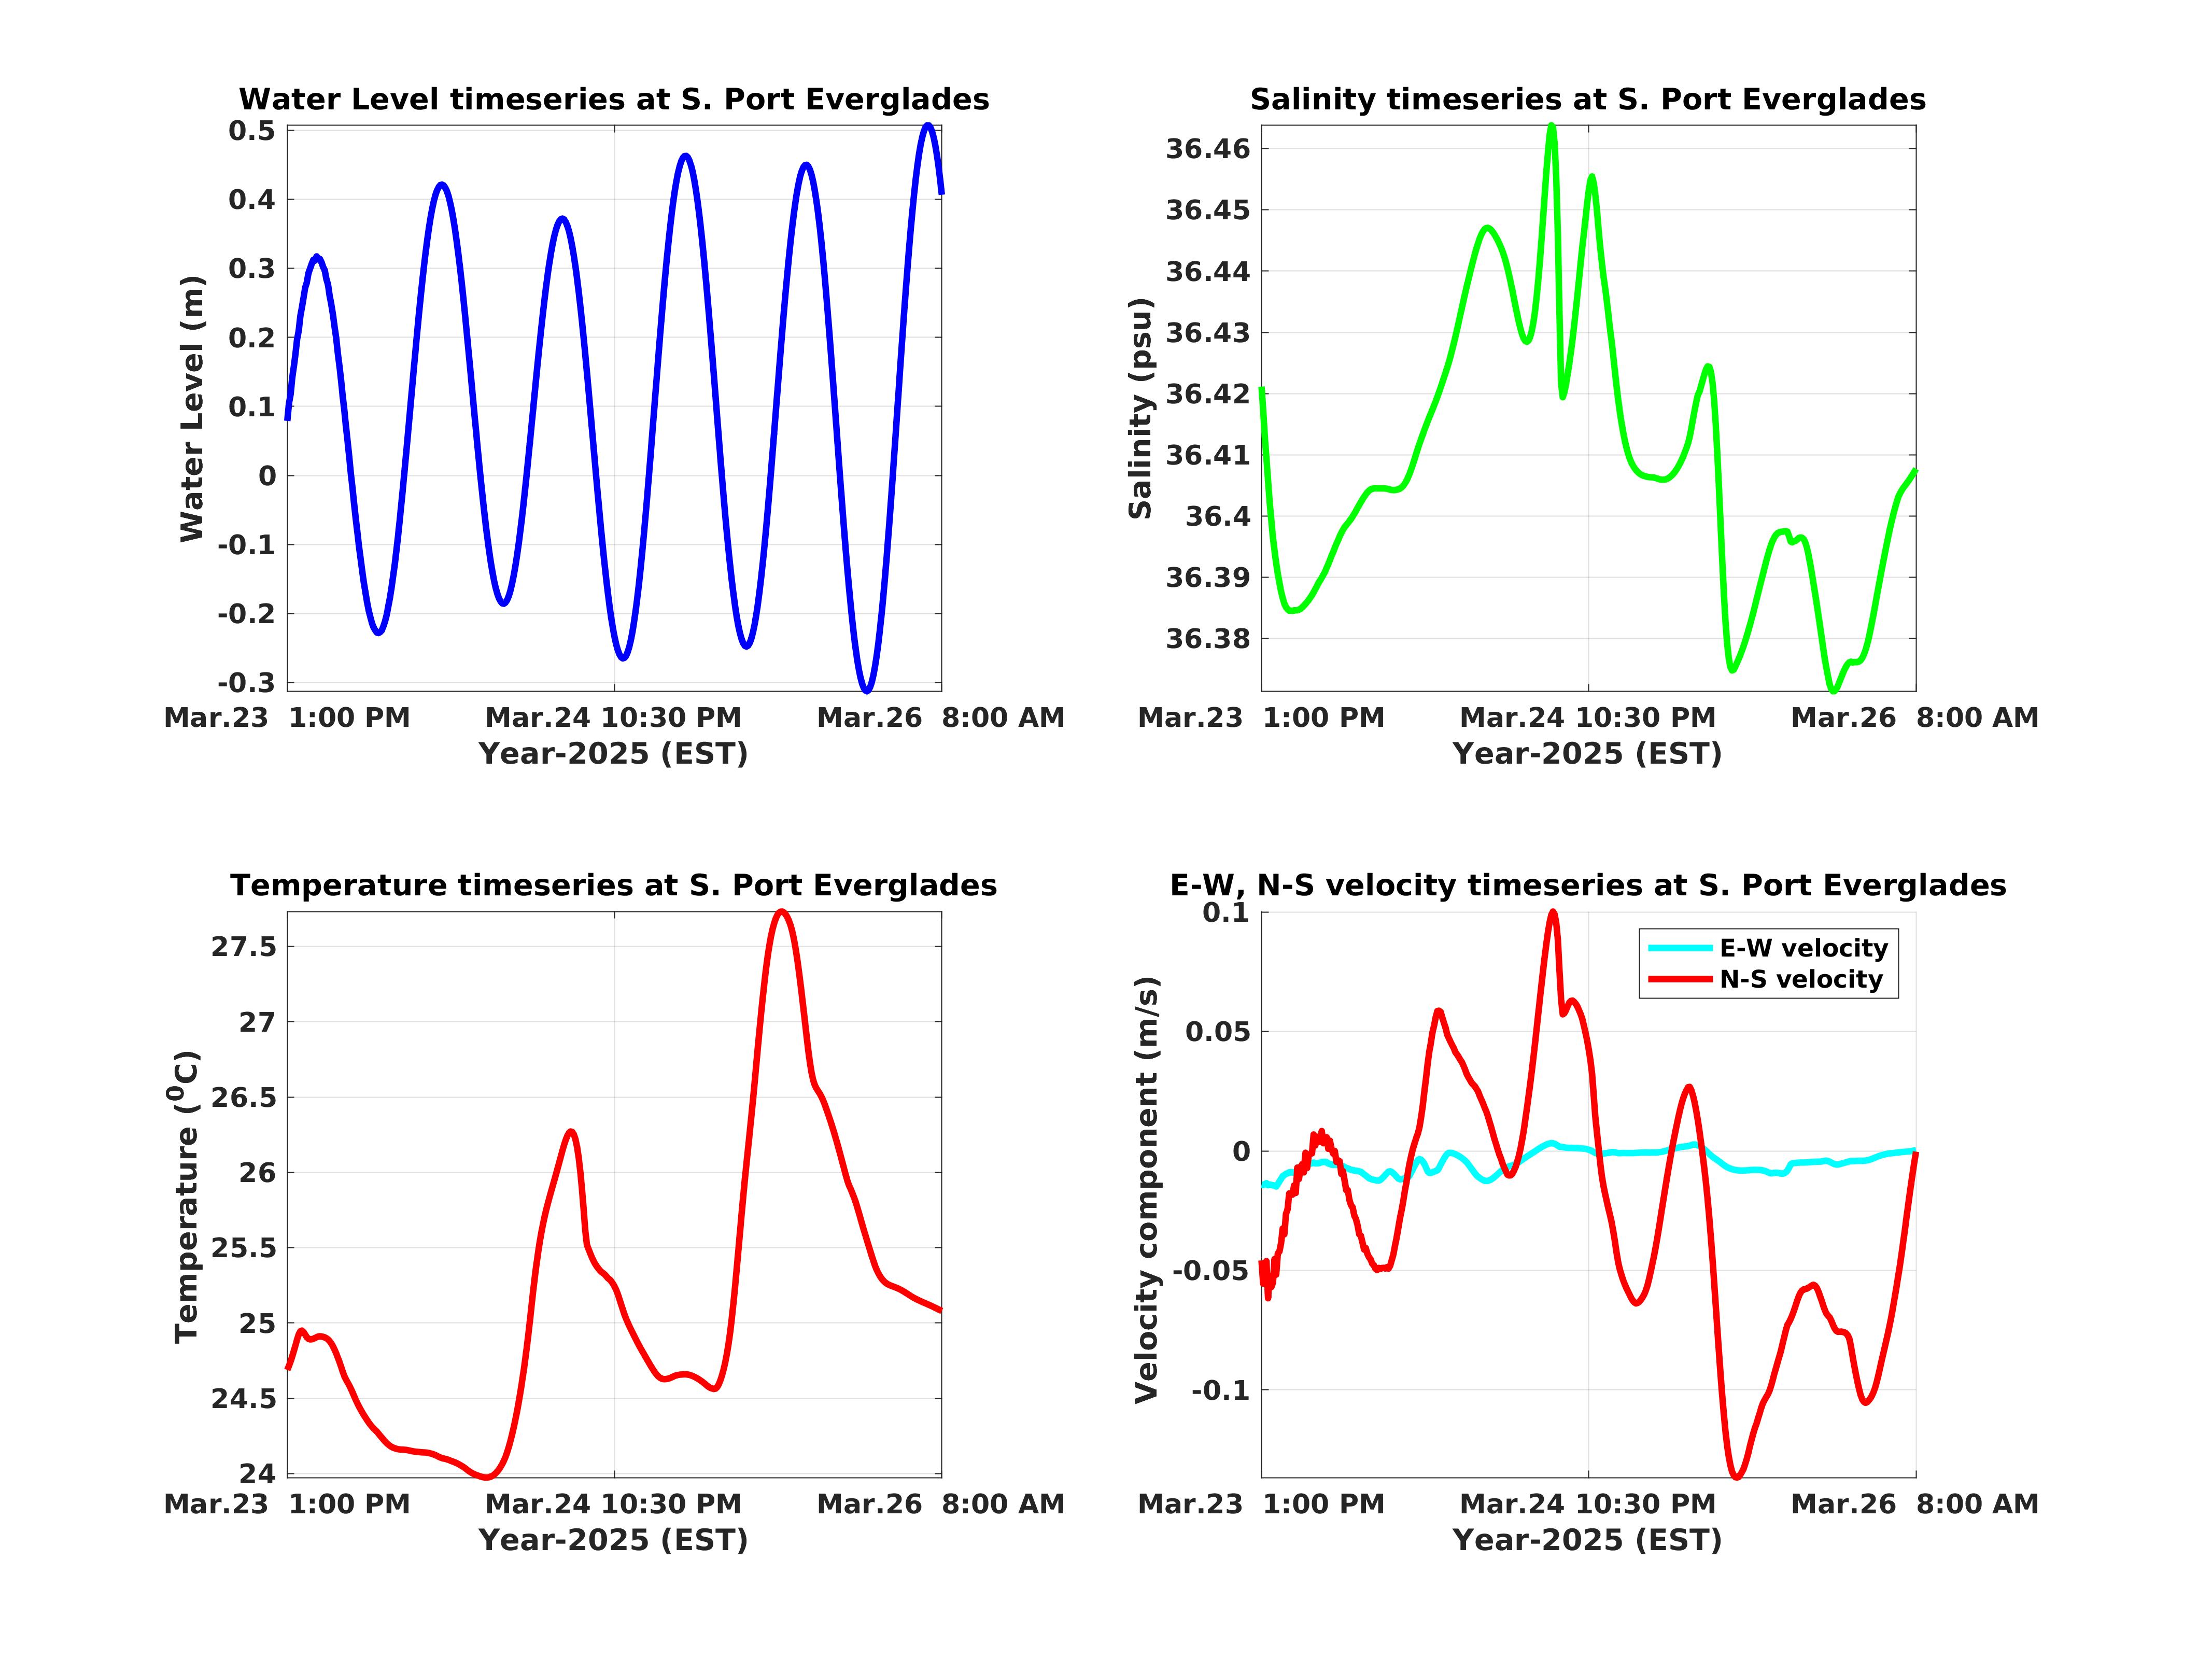 Water Level timeseries at S. Port Everglades
0.5
0.4
0.3
0.2
0.1
0
-0.1
-0.2
-0.3
Water Level (m)
Mar.23  1:00 PM
Mar.24 10:30 PM
Mar.26  8:00 AM
Year-2025 (EST)
Salinity timeseries at S. Port Everglades
36.46
36.45
36.44
36.43
36.42
36.41
36.4
36.39
36.38
Salinity (psu)
Mar.23  1:00 PM
Mar.24 10:30 PM
Mar.26  8:00 AM
Year-2025 (EST)
Temperature timeseries at S. Port Everglades
27.5
27
26.5
26
25.5
25
24.5
24
Temperature (⁰C)
Mar.23  1:00 PM
Mar.24 10:30 PM
Mar.26  8:00 AM
Year-2025 (EST)
E-W, N-S velocity timeseries at S. Port Everglades
0.1
0.05
0
-0.05
-0.1
Velocity component (m/s)
E-W velocity
N-S velocity
Mar.23  1:00 PM
Mar.24 10:30 PM
Mar.26  8:00 AM
Year-2025 (EST)